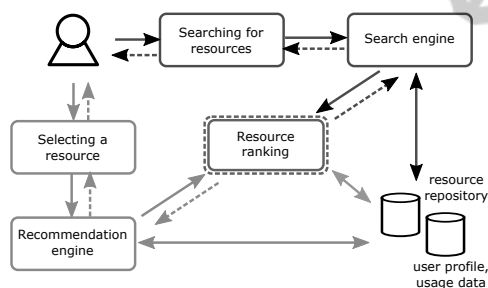 Searching for
resources
Search engine
Selecting a
resource
Resource
ranking
resource
repository
Recommendation
engine
user profile,
usage data